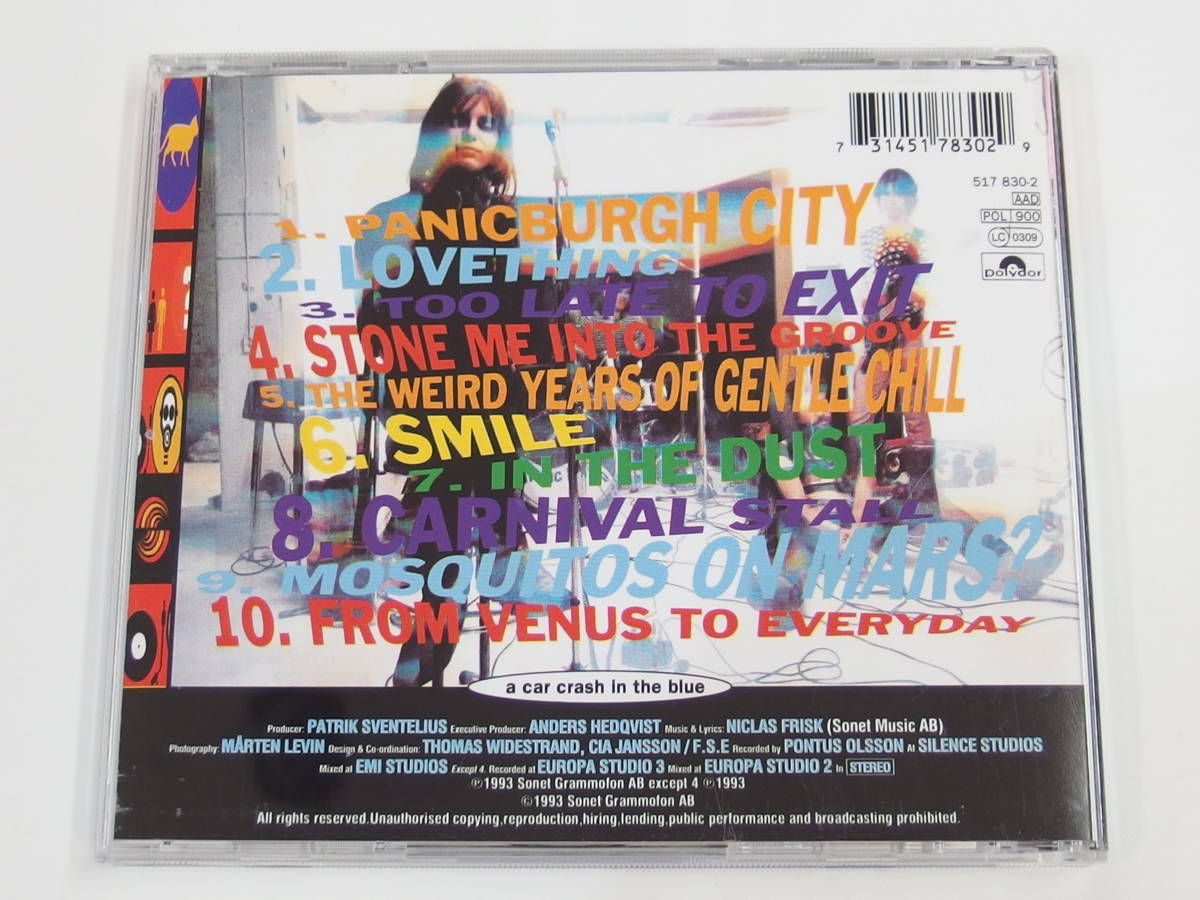 7 31451 78302 9
517 830-2
AAD
POL 900
LC 0309
Polydor
1. PANICBURGH CITY
2. LOVETHING
3. TOO LATE TO EXIT
4. STONE ME INTO THE GROOVE
5. THE WEIRD YEARS OF GENTLE CHILL
6. SMILE
7. IN THE DUST
8. CARNIVAL STALL
9. MOSQUITOS ON MARS?
10. FROM VENUS TO EVERYDAY
a car crash in the blue
Producer: PATRIK SVENTELIUS Executive Producer: ANDERS HEDQVIST Music & Lyrics: NICLAS FRISK (Sonet Music AB)
Photography: MÅRTEN LEVIN Design & Co-ordination: THOMAS WIDESTRAND, CIA JANSSON / F.S.E Recorded by PONTUS OLSSON At SILENCE STUDIOS
Mixed at EMI STUDIOS Except 4. Recorded at EUROPA STUDIO 3 Mixed at EUROPA STUDIO 2 In STEREO
℗1993 Sonet Grammofon AB except 4 ℗1993
©1993 Sonet Grammofon AB
All rights reserved.Unauthorised copying,reproduction,hiring,lending,public performance and broadcasting prohibited.